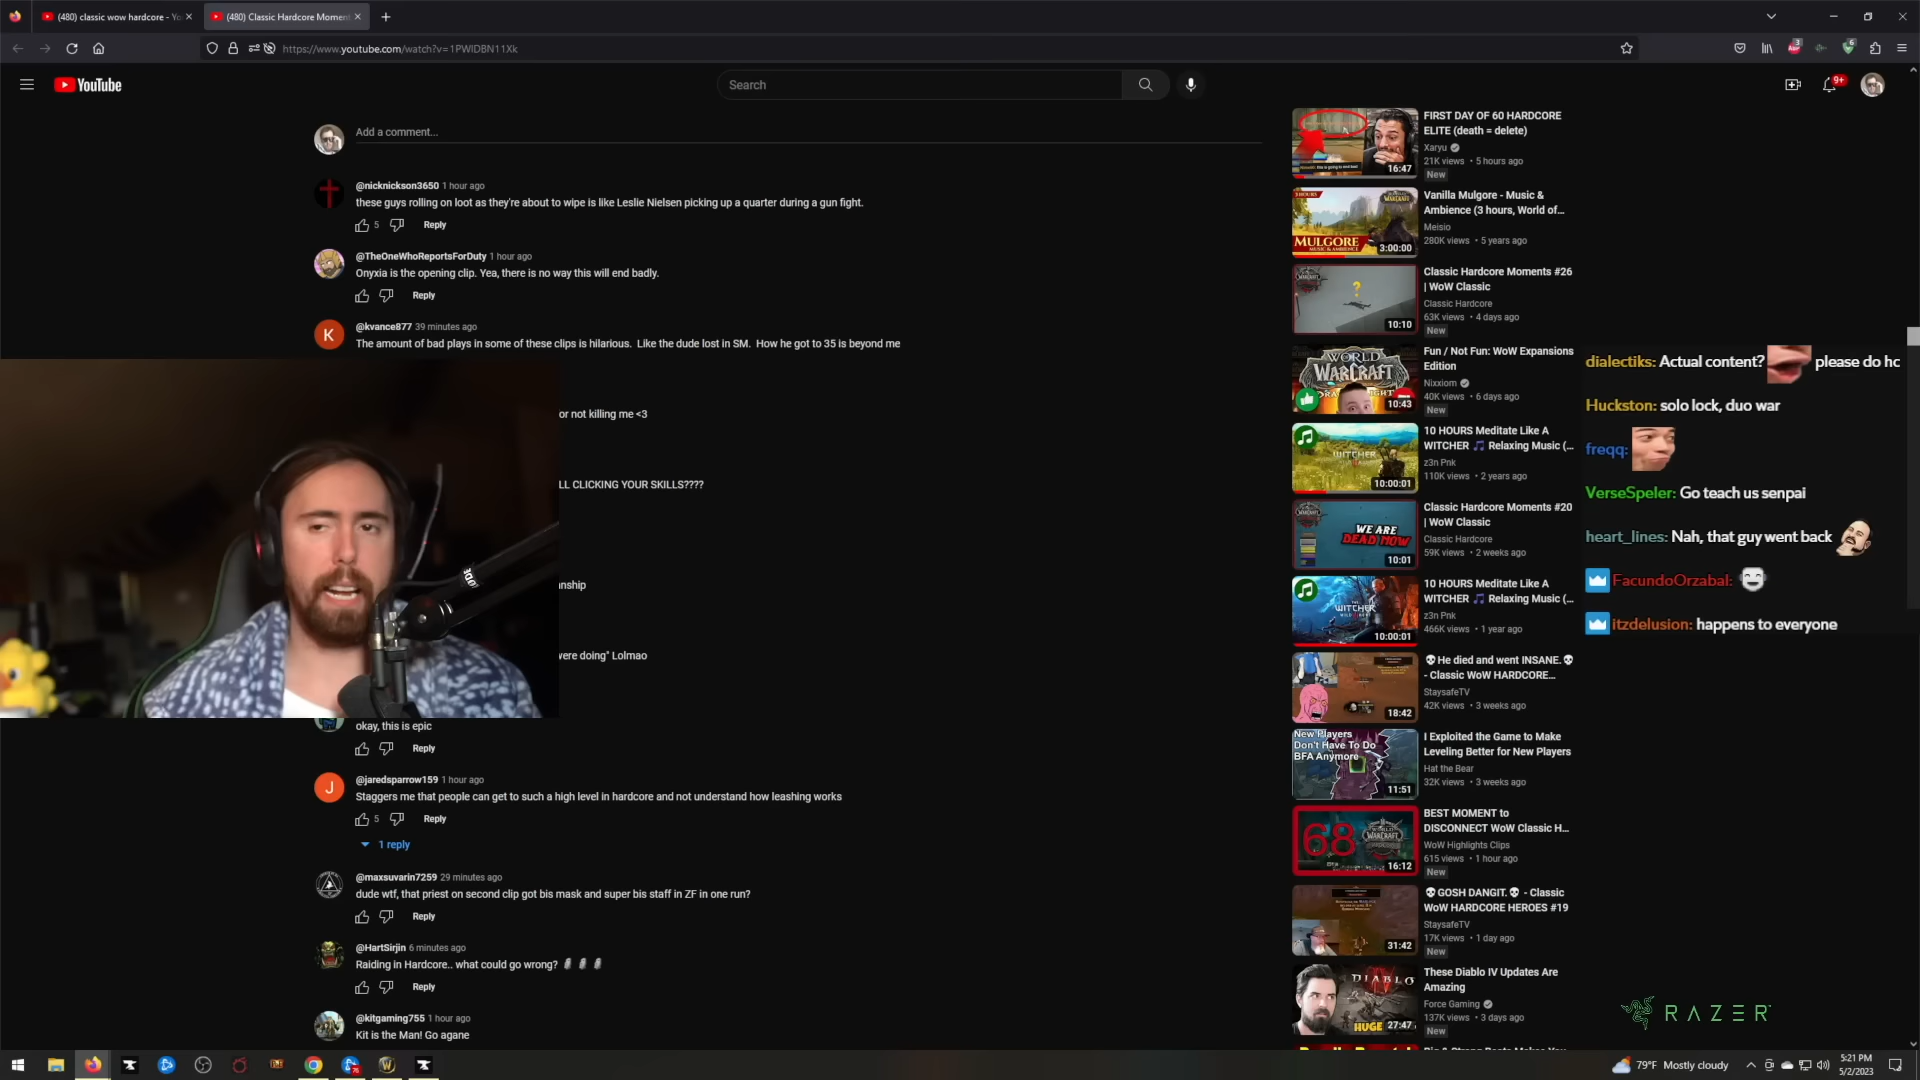 (480) classic wow hardcore - Yo
(480) Classic Hardcore Moment
https://www.youtube.com/watch?v=1PWIDBN11Xk
3
6
YouTube
Search
9+
Add a comment...
@nicknickson3650 1 hour ago
these guys rolling on loot as they're about to wipe is like Leslie Nielsen picking up a quarter during a gun fight.
5
Reply
@TheOneWhoReportsForDuty 1 hour ago
Onyxia is the opening clip. Yea, there is no way this will end badly.
Reply
K
@kvance877 39 minutes ago
The amount of bad plays in some of these clips is hilarious. Like the dude lost in SM. How he got to 35 is beyond me
or not killing me <3
LL CLICKING YOUR SKILLS????
nship
were doing" Lolmao
okay, this is epic
Reply
J
@jaredsparrow159 1 hour ago
Staggers me that people can get to such a high level in hardcore and not understand how leashing works
5
Reply
1 reply
@maxsuvarin7259 29 minutes ago
dude wtf, that priest on second clip got bis mask and super bis staff in ZF in one run?
Reply
@HartSirjin 6 minutes ago
Raiding in Hardcore.. what could go wrong?
Reply
@kitgaming755 1 hour ago
Kit is the Man! Go agane
16:47
FIRST DAY OF 60 HARDCORE
ELITE (death = delete)
Xaryu
21K views • 5 hours ago
New
MULGORE
MUSIC & AMBIENCE
3:00:00
Vanilla Mulgore - Music &
Ambience (3 hours, World of...
Meisio
280K views • 5 years ago
10:10
Classic Hardcore Moments #26
| WoW Classic
Classic Hardcore
63K views • 4 days ago
New
WORLD
WARCRAFT
10:43
Fun / Not Fun: WoW Expansions
Edition
Nixxiom
40K views • 6 days ago
New
WITCHER
10:00:01
10 HOURS Meditate Like A
WITCHER 🎵 Relaxing Music (...
z3n Pnk
110K views • 2 years ago
WE ARE
DEAD NOW
10:01
Classic Hardcore Moments #20
| WoW Classic
Classic Hardcore
59K views • 2 weeks ago
WITCHER
10:00:01
10 HOURS Meditate Like A
WITCHER 🎵 Relaxing Music (...
z3n Pnk
466K views • 1 year ago
18:42
💀He died and went INSANE.💀
- Classic WoW HARDCORE...
StaysafeTV
42K views • 3 weeks ago
New Players
Don't Have To Do
BFA Anymore
11:51
I Exploited the Game to Make
Leveling Better for New Players
Hat the Bear
32K views • 3 weeks ago
68
WARCRAFT
16:12
BEST MOMENT to
DISCONNECT WoW Classic H...
WoW Highlights Clips
615 views • 1 hour ago
New
31:42
💀GOSH DANGIT.💀 - Classic
WoW HARDCORE HEROES #19
StaysafeTV
17K views • 1 day ago
New
DIABLO
HUGE
27:47
These Diablo IV Updates Are
Amazing
Force Gaming
137K views • 3 days ago
New
dialectiks: Actual content? please do hc
Huckston: solo lock, duo war
freqq:
VerseSpeler: Go teach us senpai
heart_lines: Nah, that guy went back
FacundoOrzabal:
itzdelusion: happens to everyone
RAZER
79°F Mostly cloudy
5:21 PM
5/2/2023